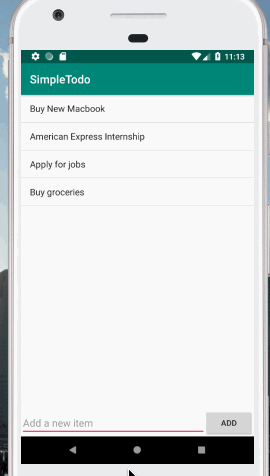 11:13
SimpleTodo
Buy New Macbook
American Express Internship
Apply for jobs
Buy groceries
Add a new item ADD